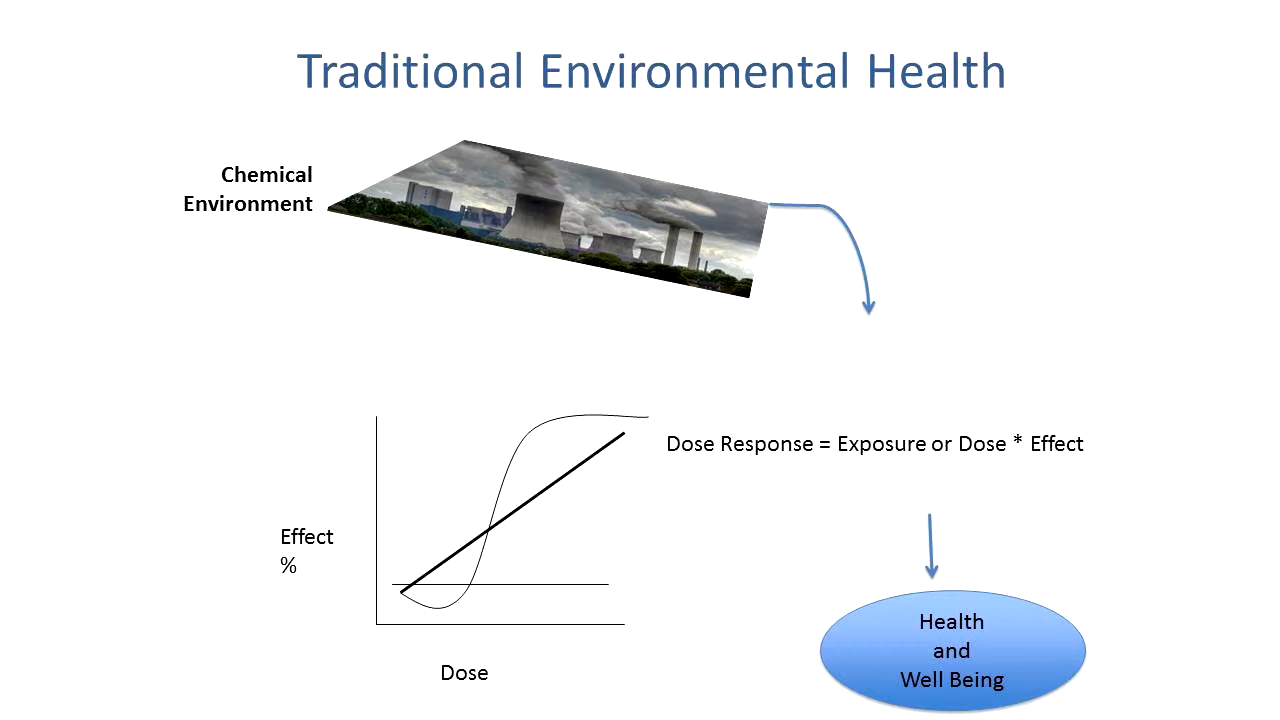 Traditional Environmental Health
Chemical
Environment
Dose Response = Exposure or Dose * Effect
Effect
%
Dose
Health
and
Well Being